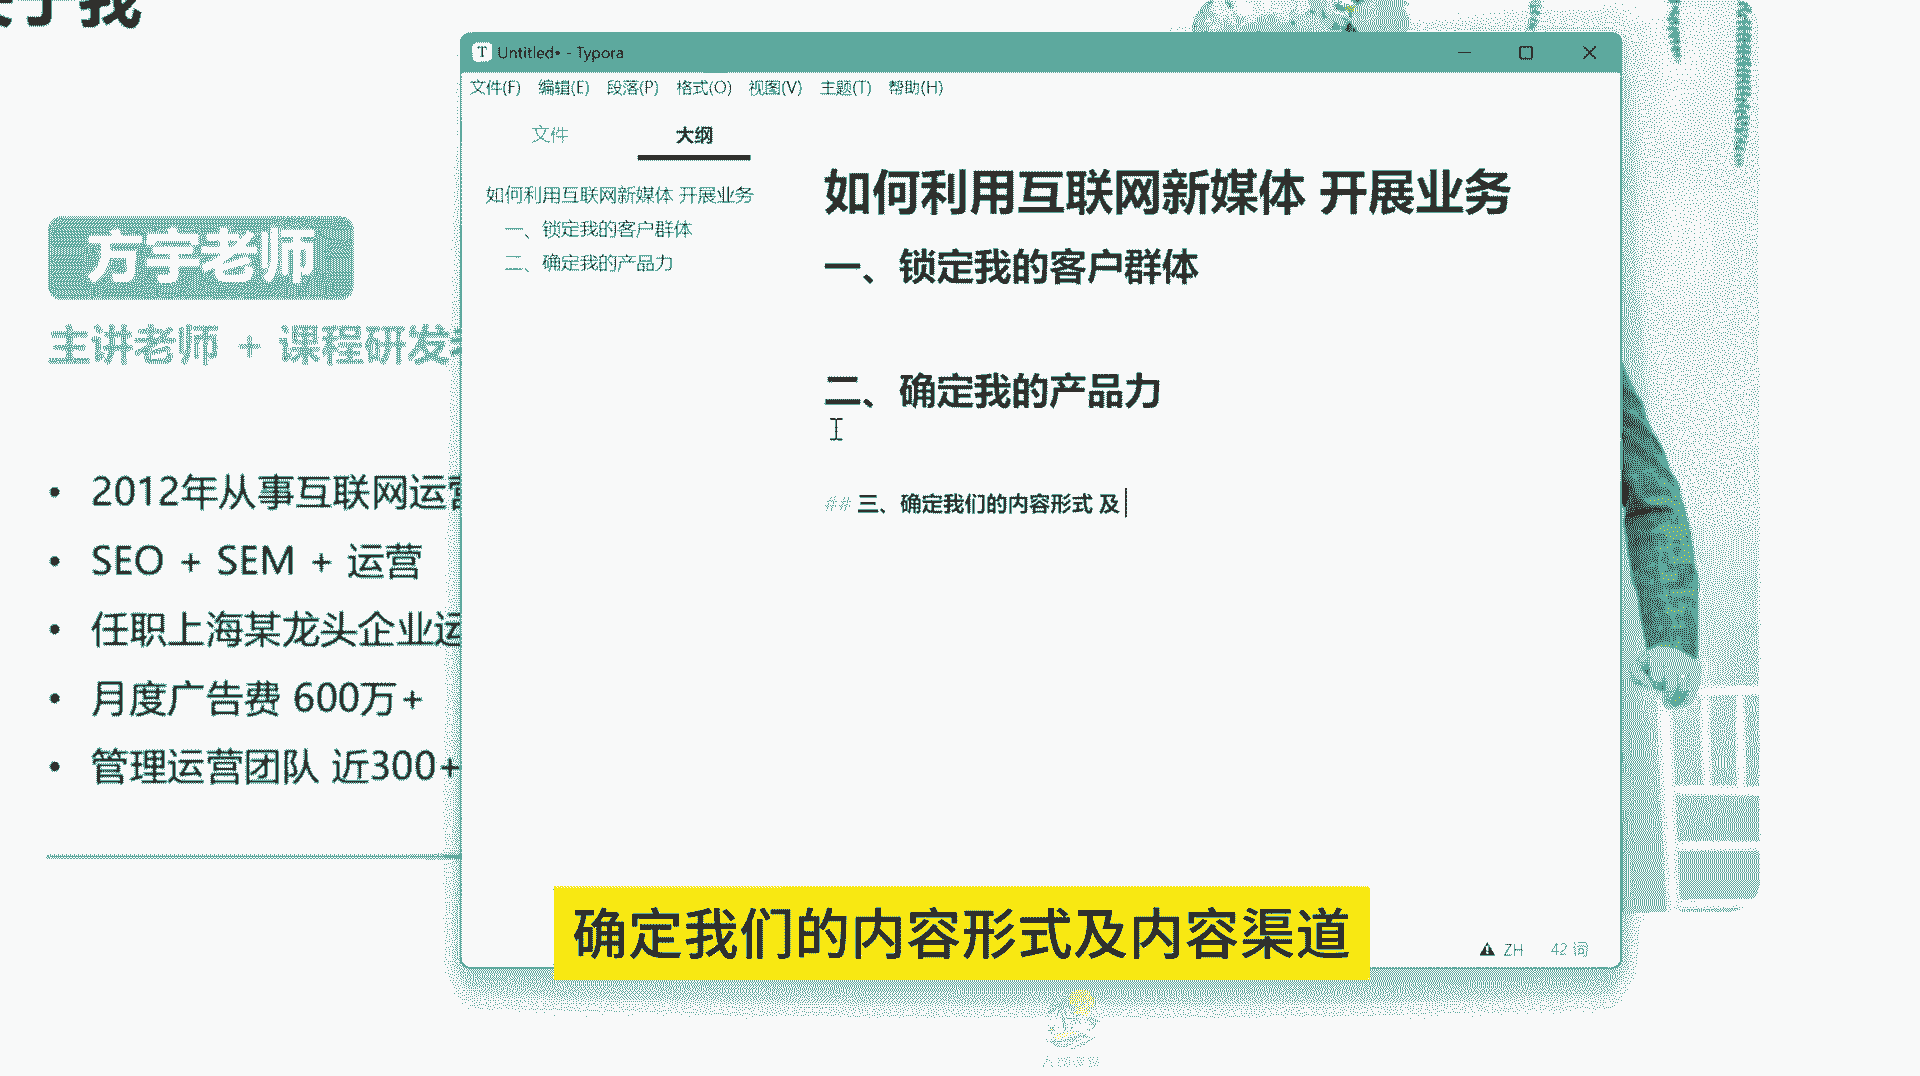 于我
Untitled• - Typora
文件(F) 编辑(E) 段落(P) 格式(O) 视图(V) 主题(T) 帮助(H)
文件 大纲
如何利用互联网新媒体 开展业务
一、锁定我的客户群体
二、确定我的产品力
如何利用互联网新媒体 开展业务
一、锁定我的客户群体
二、确定我的产品力
## 三、确定我们的内容形式 及
方宇老师
主讲老师 + 课程研发
• 2012年从事互联网运营
• SEO + SEM + 运营
• 任职上海某龙头企业运
• 月度广告费 600万+
• 管理运营团队 近300+
确定我们的内容形式及内容渠道
ZH 42 词